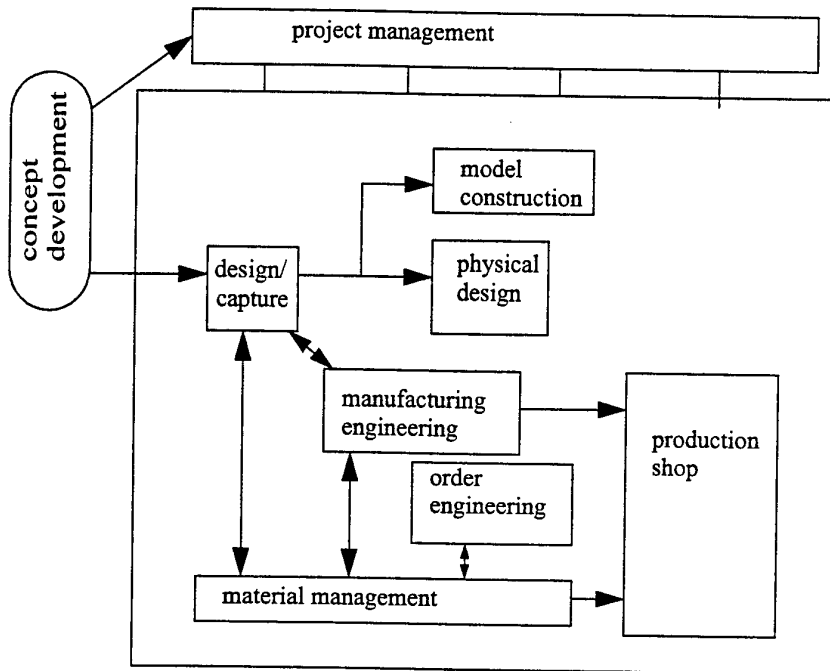 project management
concept
development
model
construction
design/
capture
physical
design
manufacturing
engineering
production
shop
order
engineering
material management